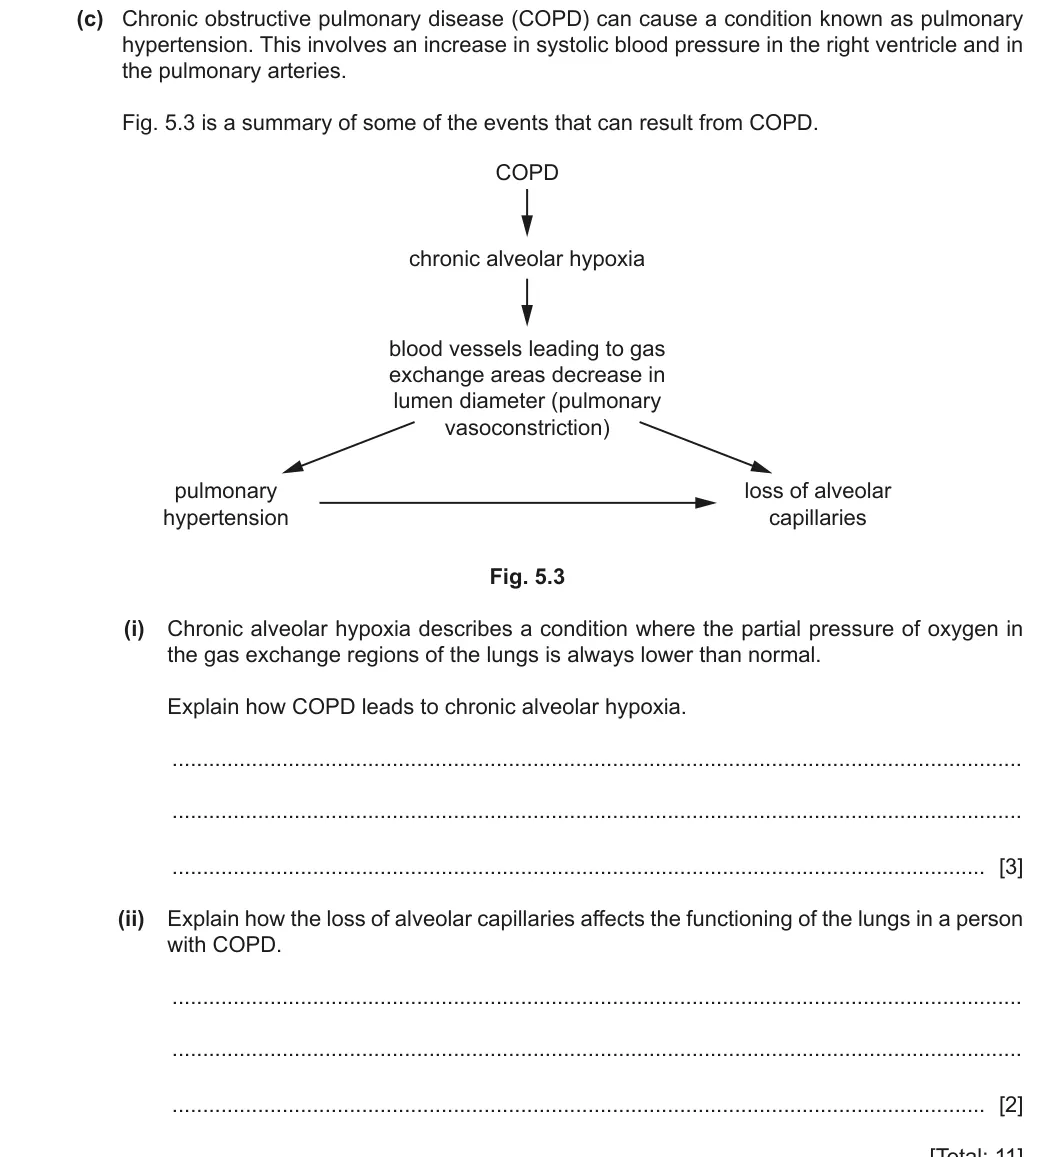 (c) Chronic obstructive pulmonary disease (COPD) can cause a condition known as pulmonary
hypertension. This involves an increase in systolic blood pressure in the right ventricle and in
the pulmonary arteries.
Fig. 5.3 is a summary of some of the events that can result from COPD.
COPD
chronic alveolar hypoxia
blood vessels leading to gas
exchange areas decrease in
lumen diameter (pulmonary
vasoconstriction)
pulmonary
hypertension
loss of alveolar
capillaries
Fig. 5.3
(i) Chronic alveolar hypoxia describes a condition where the partial pressure of oxygen in
the gas exchange regions of the lungs is always lower than normal.
Explain how COPD leads to chronic alveolar hypoxia.
[3]
(ii) Explain how the loss of alveolar capillaries affects the functioning of the lungs in a person
with COPD.
[2]
[Total: 11]